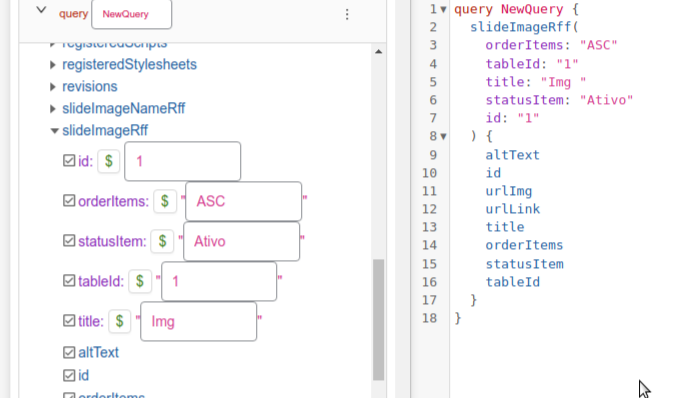 query NewQuery
registeredScripts
registeredStylesheets
revisions
slideImageNameRff
slideImageRff
id: $ 1
orderItems: $ " ASC "
statusItem: $ " Ativo "
tableId: $ " 1 "
title: $ " Img "
altText
id
orderItems
1 query NewQuery {
2 slideImageRff(
3 orderItems: "ASC"
4 tableId: "1"
5 title: "Img "
6 statusItem: "Ativo"
7 id: "1"
8 ) {
9 altText
10 id
11 urlImg
12 urlLink
13 title
14 orderItems
15 statusItem
16 tableId
17 }
18 }